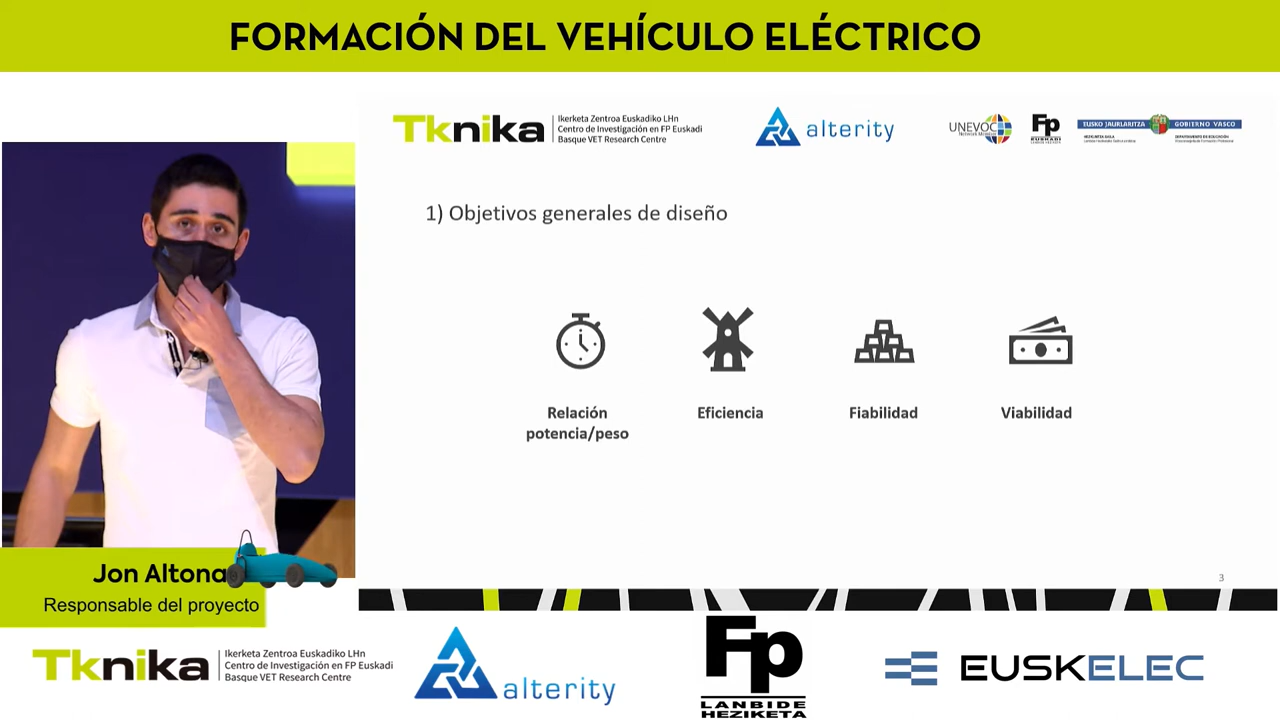 FORMACIÓN DEL VEHÍCULO ELÉCTRICO
Tknika
Ikerketa Zentroa Euskadiko LHn
Centro de Investigación en FP Euskadi
Basque VET Research Centre
alterity
UNEVOC
Fp
EUSKADI
EUSKO JAURLARITZA
GOBIERNO VASCO
1) Objetivos generales de diseño
Relación
potencia/peso
Eficiencia
Fiabilidad
Viabilidad
3
Jon Altuna
Responsable del proyecto
Tknika
Ikerketa Zentroa Euskadiko LHn
Centro de Investigación en FP Euskadi
Basque VET Research Centre
alterity
Fp
LANBIDE
HEZIKETA
EUSKELEC